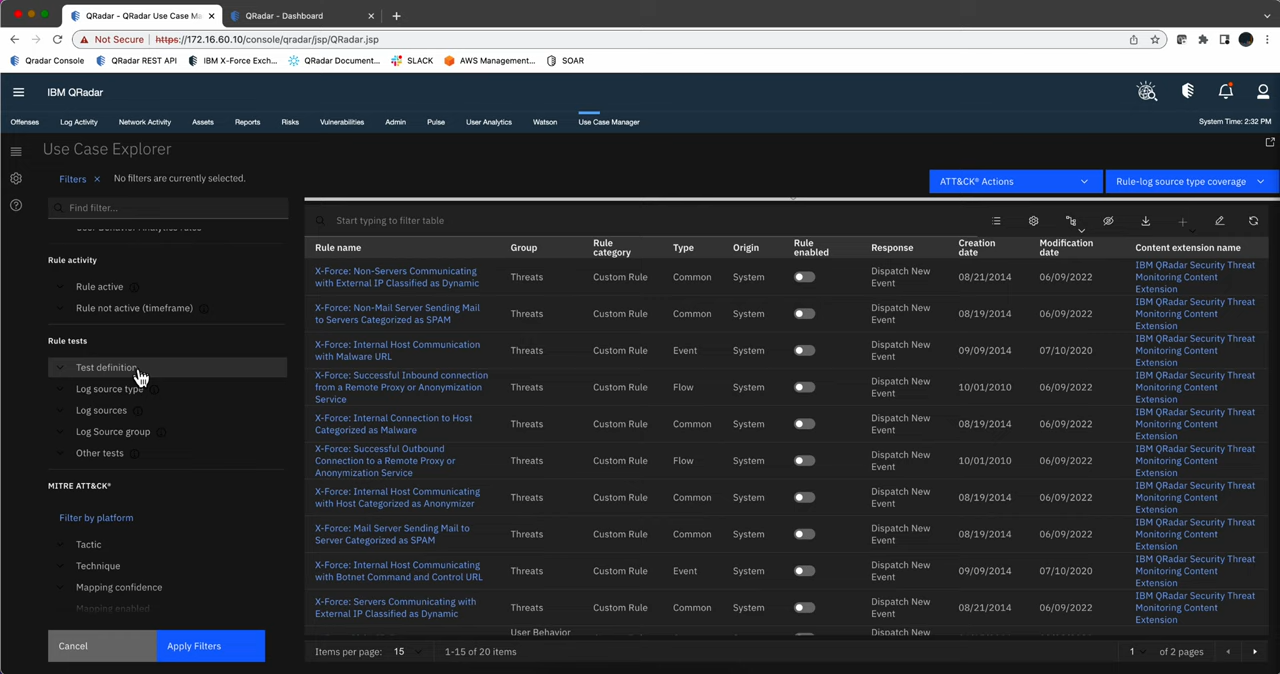 QRadar - QRadar Use Case Ma
QRadar - Dashboard
Not Secure
https://172.16.60.10/console/qradar/jsp/QRadar.jsp
Qradar Console
QRadar REST API
IBM X-Force Exch...
QRadar Document...
SLACK
AWS Management...
SOAR
IBM QRadar
Offenses
Log Activity
Network Activity
Assets
Reports
Risks
Vulnerabilities
Admin
Pulse
User Analytics
Watson
Use Case Manager
System Time: 2:32 PM
Use Case Explorer
Filters
No filters are currently selected.
ATT&CK® Actions
Rule-log source type coverage
Find filter...
User Behavior Analytics rules
Rule activity
Rule active
Rule not active (timeframe)
Rule tests
Test definition
Log source type
Log sources
Log Source group
Other tests
MITRE ATT&CK®
Filter by platform
Tactic
Technique
Mapping confidence
Mapping enabled
Cancel
Apply Filters
Start typing to filter table
Rule name
Group
Rule
category
Type
Origin
Rule
enabled
Response
Creation
date
Modification
date
Content extension name
X-Force: Non-Servers Communicating
with External IP Classified as Dynamic
Threats
Custom Rule
Common
System
Dispatch New
Event
08/21/2014
06/09/2022
IBM QRadar Security Threat
Monitoring Content
Extension
X-Force: Non-Mail Server Sending Mail
to Servers Categorized as SPAM
Threats
Custom Rule
Common
System
Dispatch New
Event
08/19/2014
06/09/2022
IBM QRadar Security Threat
Monitoring Content
Extension
X-Force: Internal Host Communication
with Malware URL
Threats
Custom Rule
Event
System
Dispatch New
Event
09/09/2014
07/10/2020
IBM QRadar Security Threat
Monitoring Content
Extension
X-Force: Successful Inbound connection
from a Remote Proxy or Anonymization
Service
Threats
Custom Rule
Flow
System
Dispatch New
Event
10/01/2010
06/09/2022
IBM QRadar Security Threat
Monitoring Content
Extension
X-Force: Internal Connection to Host
Categorized as Malware
Threats
Custom Rule
Common
System
Dispatch New
Event
08/19/2014
06/09/2022
IBM QRadar Security Threat
Monitoring Content
Extension
X-Force: Successful Outbound
Connection to a Remote Proxy or
Anonymization Service
Threats
Custom Rule
Flow
System
Dispatch New
Event
10/01/2010
06/09/2022
IBM QRadar Security Threat
Monitoring Content
Extension
X-Force: Internal Host Communicating
with Host Categorized as Anonymizer
Threats
Custom Rule
Common
System
Dispatch New
Event
08/19/2014
06/09/2022
IBM QRadar Security Threat
Monitoring Content
Extension
X-Force: Mail Server Sending Mail to
Server Categorized as SPAM
Threats
Custom Rule
Common
System
Dispatch New
Event
08/19/2014
06/09/2022
IBM QRadar Security Threat
Monitoring Content
Extension
X-Force: Internal Host Communicating
with Botnet Command and Control URL
Threats
Custom Rule
Event
System
Dispatch New
Event
09/09/2014
07/10/2020
IBM QRadar Security Threat
Monitoring Content
Extension
X-Force: Servers Communicating with
External IP Classified as Dynamic
Threats
Custom Rule
Common
System
Dispatch New
Event
08/21/2014
06/09/2022
IBM QRadar Security Threat
Monitoring Content
Extension
User Behavior
Dispatch New
Items per page: 15
1-15 of 20 items
1
of 2 pages